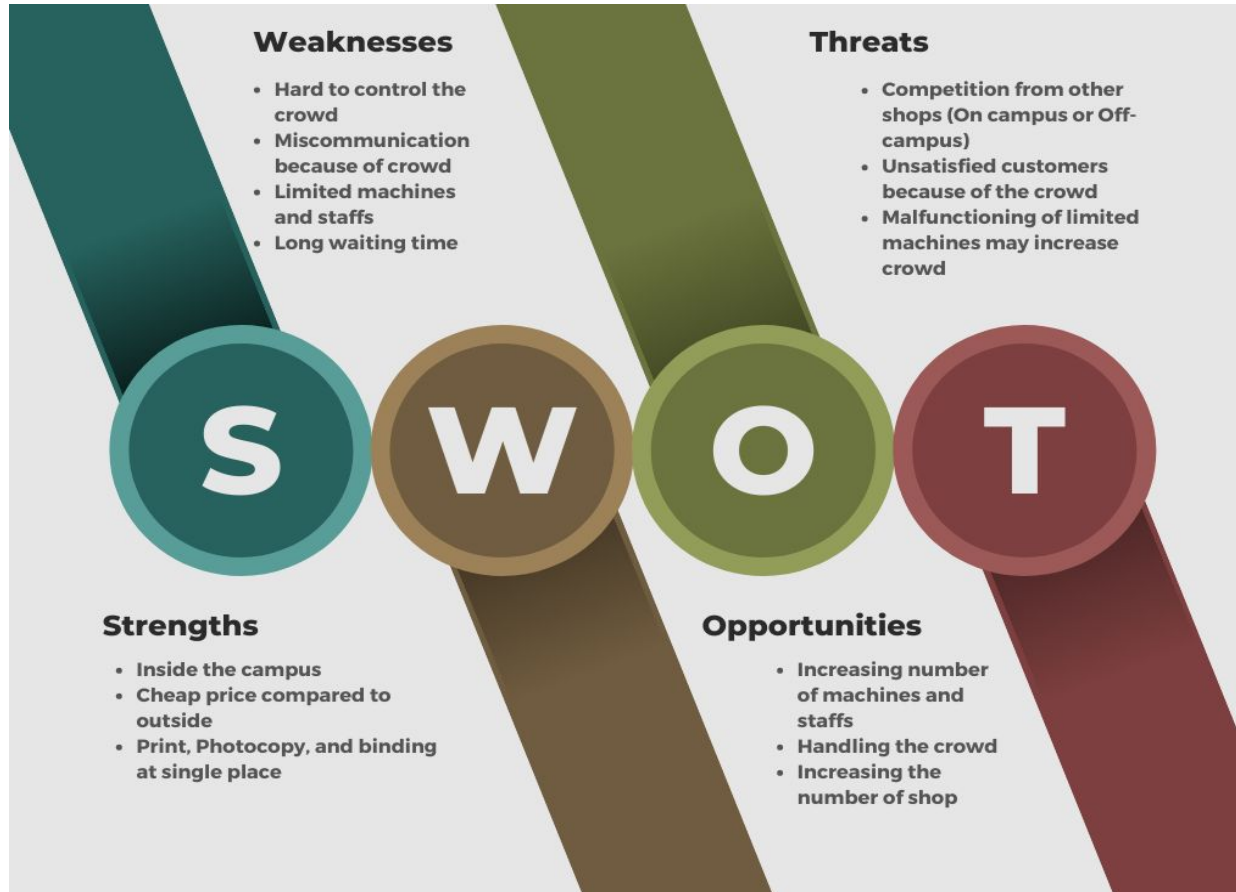 Weaknesses
• Hard to control the
crowd
• Miscommunication
because of crowd
• Limited machines
and staffs
• Long waiting time
Threats
• Competition from other
shops (On campus or Off-
campus)
• Unsatisfied customers
because of the crowd
• Malfunctioning of limited
machines may increase
crowd
S
W
O
T
Strengths
• Inside the campus
• Cheap price compared to
outside
• Print, Photocopy, and binding
at single place
Opportunities
• Increasing number
of machines and
staffs
• Handling the crowd
• Increasing the
number of shop